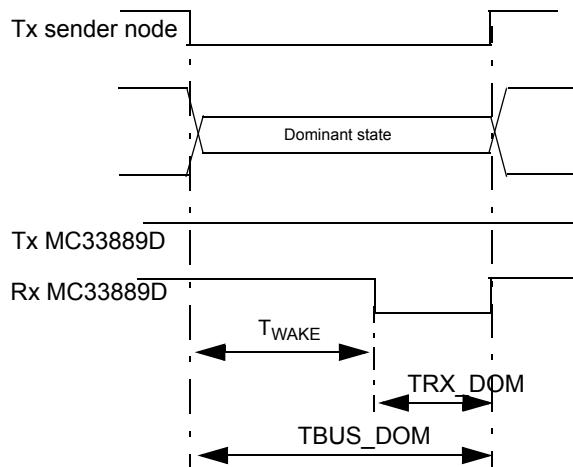 Tx sender node
Dominant state
Tx MC33889D
Rx MC33889D
TWAKE
TRX_DOM
TBUS_DOM